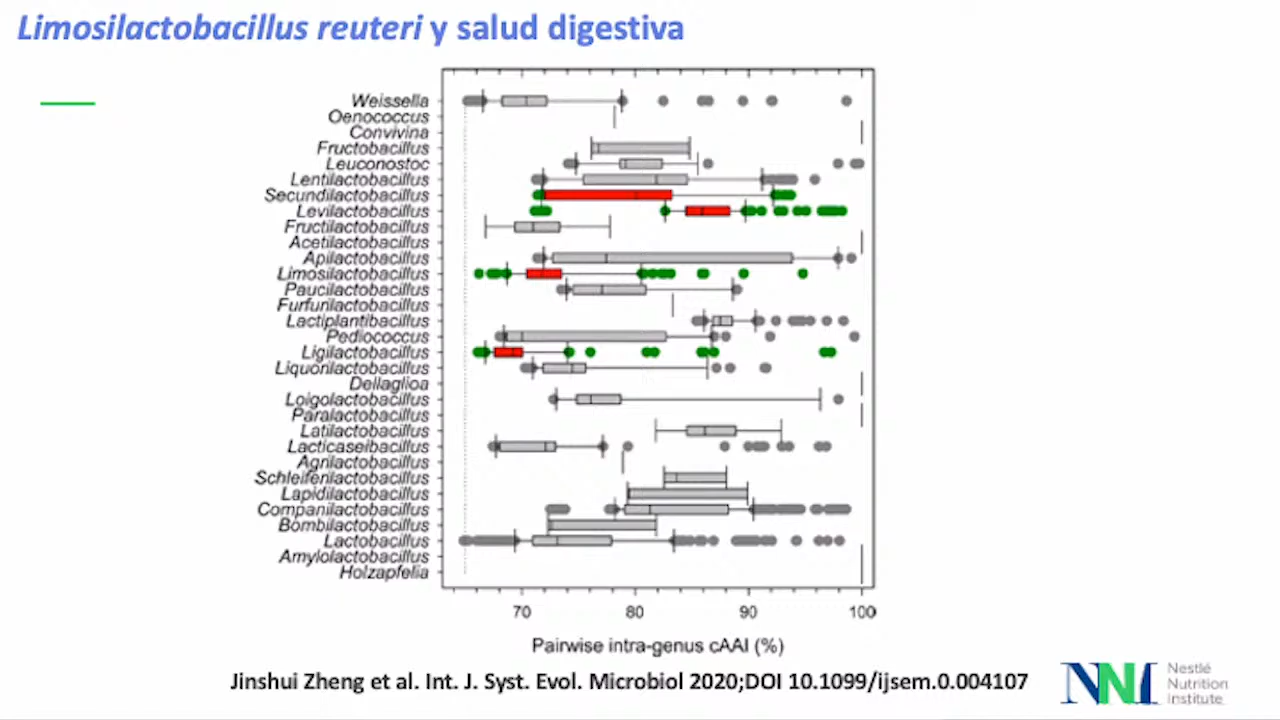 Limosilactobacillus reuteri y salud digestiva
Weissella
Oenococcus
Convivina
Fructobacillus
Leuconostoc
Lentilactobacillus
Secundilactobacillus
Levilactobacillus
Fructilactobacillus
Acetilactobacillus
Apilactobacillus
Limosilactobacillus
Paucilactobacillus
Furfurilactobacillus
Lactiplantibacillus
Pediococcus
Ligilactobacillus
Liquorilactobacillus
Dellaglioa
Loigolactobacillus
Paralactobacillus
Latilactobacillus
Lacticaseibacillus
Agrilactobacillus
Schleiferilactobacillus
Lapidilactobacillus
Companilactobacillus
Bombilactobacillus
Lactobacillus
Amylolactobacillus
Holzapfelia
70 80 90 100
Pairwise intra-genus cAAI (%)
Jinshui Zheng et al. Int. J. Syst. Evol. Microbiol 2020;DOI 10.1099/ijsem.0.004107
NNI
Nestlé
Nutrition
Institute